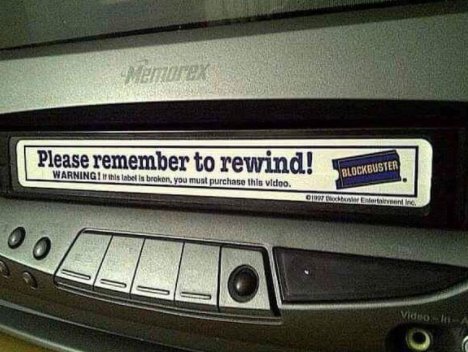 Memorex
Please remember to rewind!
WARNING! If this label is broken, you must purchase this video.
BLOCKBUSTER
©1997 Blockbuster Entertainment Inc.
Video - In - A